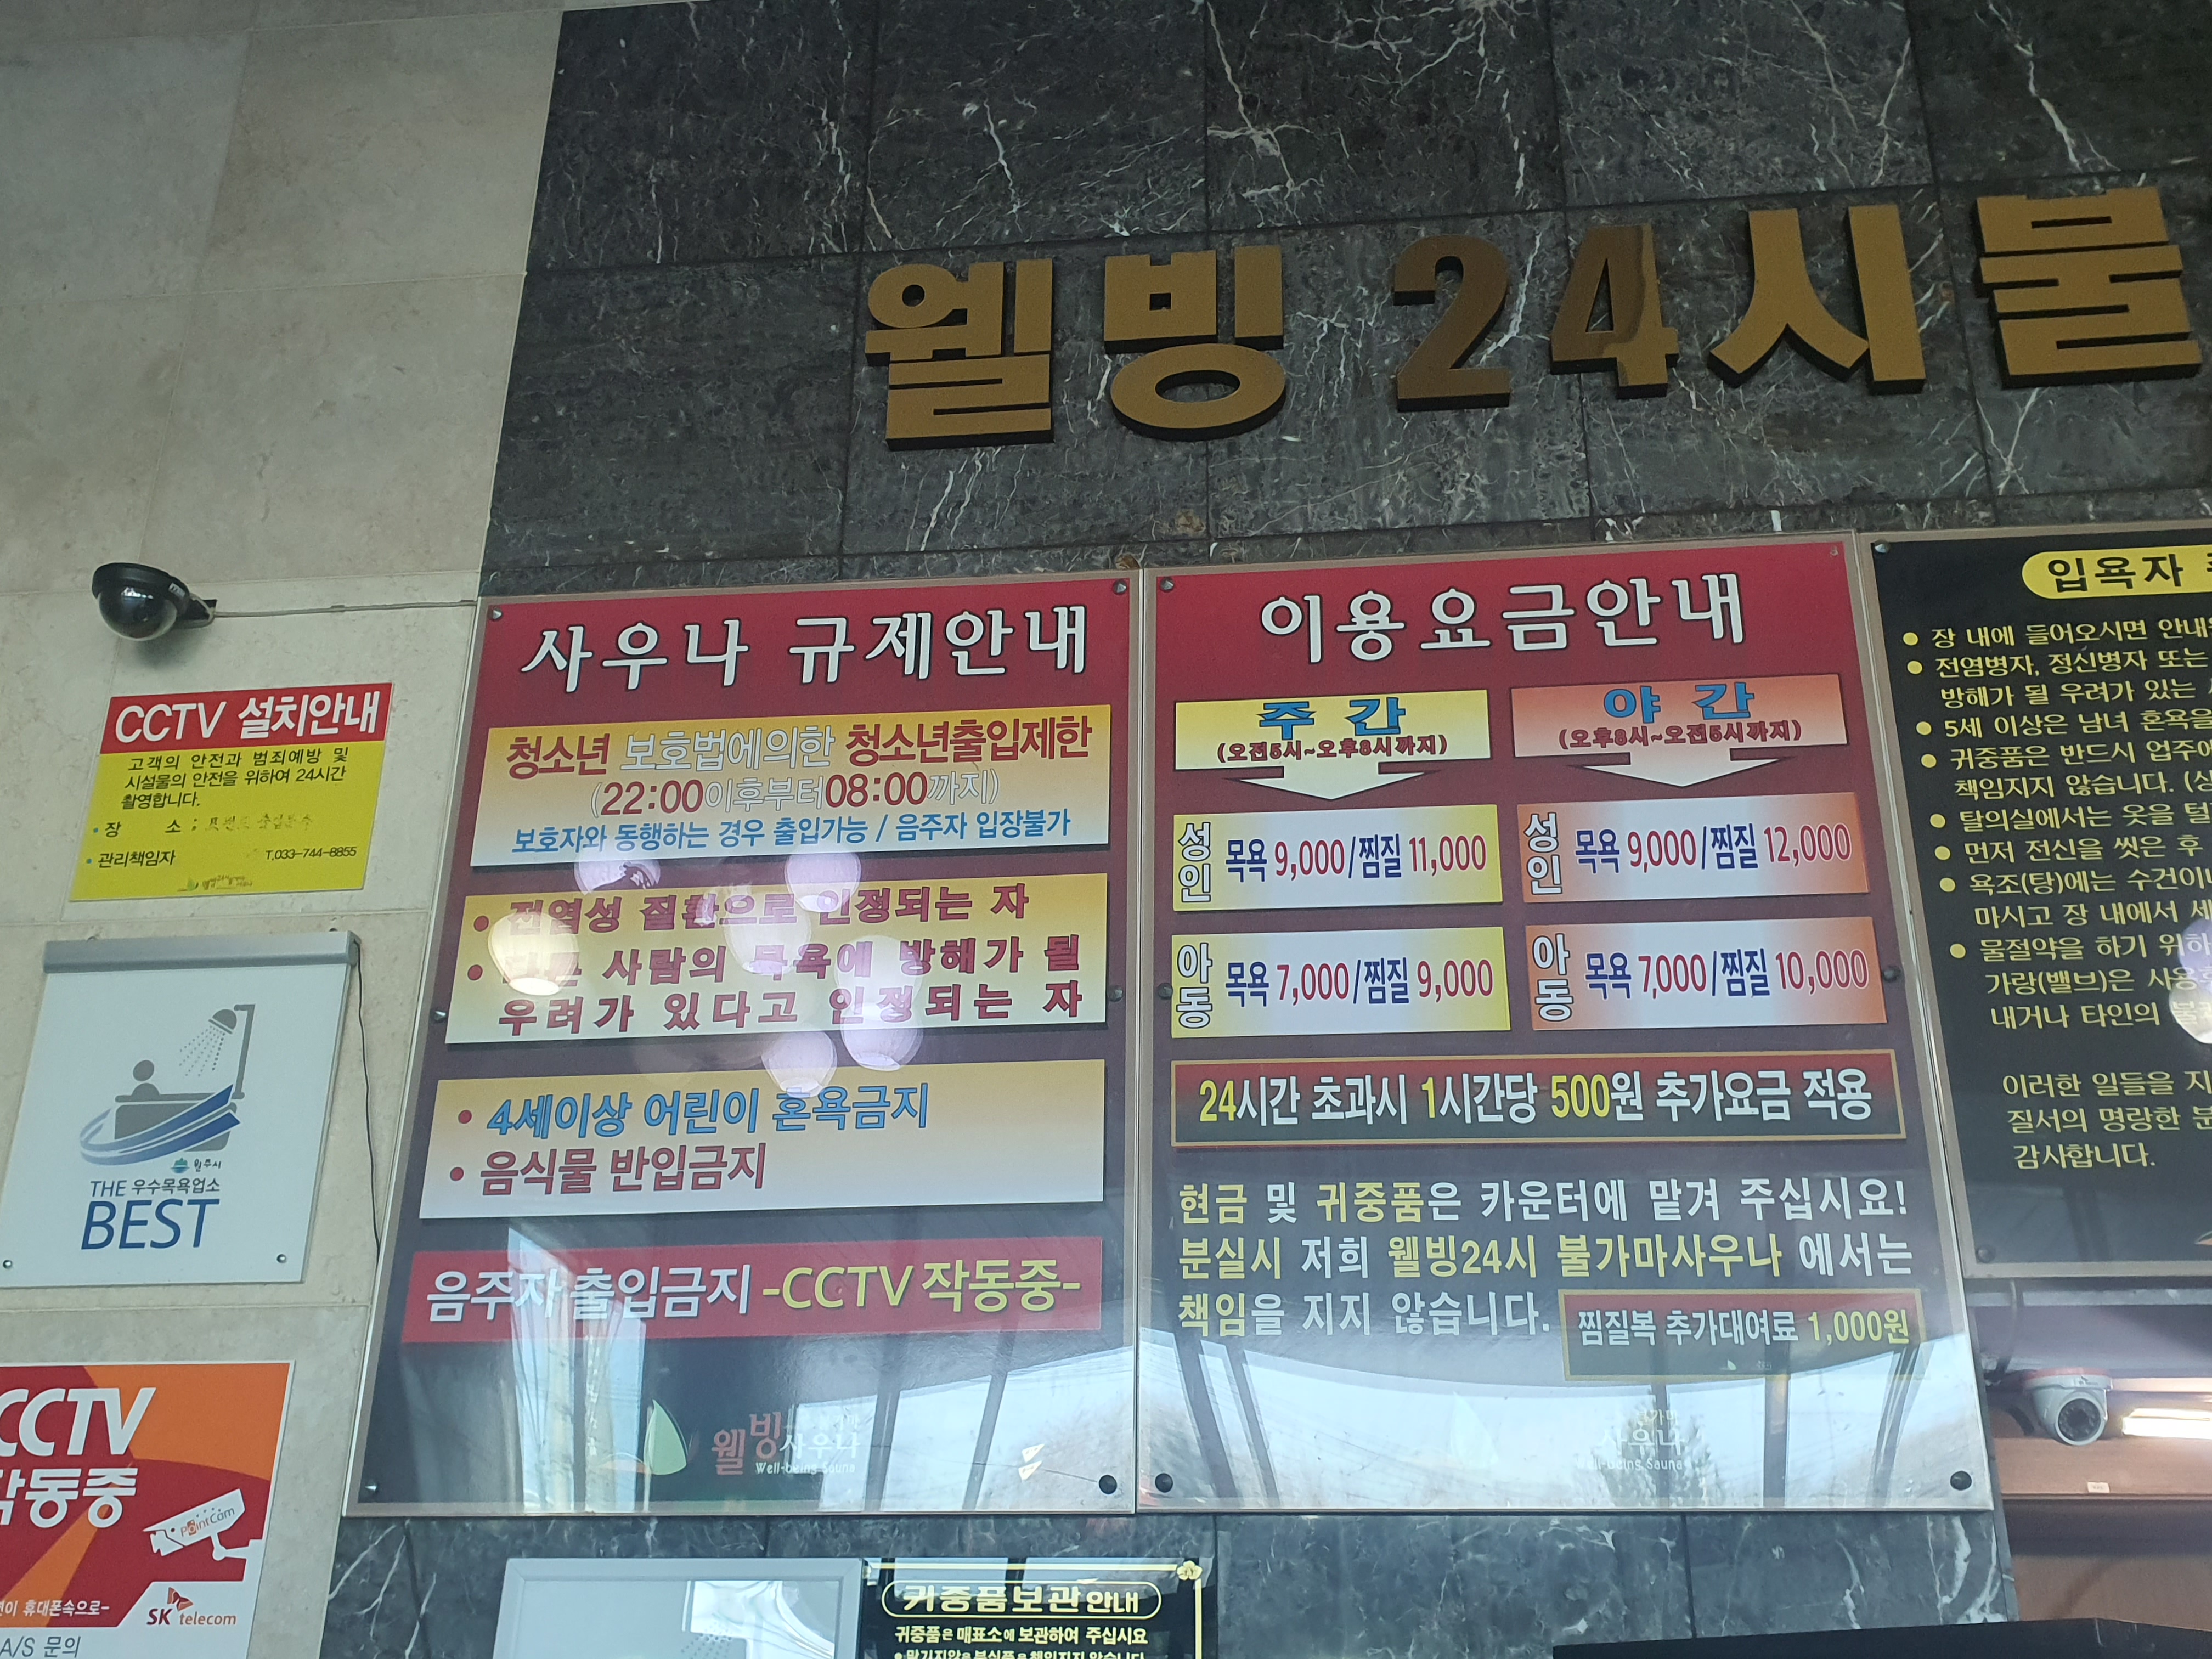 웰빙 24시 불
CCTV 설치안내
고객의 안전과 범죄예방 및
시설물의 안전을 위하여 24시간
촬영합니다.
• 장 소 :
• 관리책임자 T.033-744-8855
원주시
THE 우수목욕업소
BEST
CCTV
작동중
PointCam
휴대폰속으로-
SK telecom
A/S 문의
사우나 규제안내
청소년 보호법에의한 청소년출입제한
(22:00이후부터08:00까지)
보호자와 동행하는 경우 출입가능 / 음주자 입장불가
• 전염성 질환으로 인정되는 자
• 사람의 목욕에 방해가 될
우려가 있다고 인정되는 자
• 4세이상 어린이 혼욕금지
• 음식물 반입금지
음주자 출입금지 -CCTV 작동중-
웰빙 사우나
Well-being Sauna
이용요금안내
주 간
(오전5시~오후8시까지)
야 간
(오후8시~오전5시까지)
성인 목욕 9,000/찜질 11,000
성인 목욕 9,000/찜질 12,000
아동 목욕 7,000/찜질 9,000
아동 목욕 7,000/찜질 10,000
24시간 초과시 1시간당 500원 추가요금 적용
현금 및 귀중품은 카운터에 맡겨 주십시요!
분실시 저희 웰빙24시 불가마사우나 에서는
책임을 지지 않습니다.
찜질복 추가대여료 1,000원
사우나
Well-being Sauna
입욕자
• 장 내에 들어오시면
• 전염병자, 정신병자 또는
방해가 될 우려가 있는
• 5세 이상은 남녀 혼욕을
• 귀중품은 반드시
책임지지 않습니다.
• 탈의실에서는 옷을 털
• 먼저 전신을 씻은 후
• 욕조(탕)에는
마시고 장 내에서
• 물절약을 하기
가랑(밸브)은
내거나 타인의
이러한 일들을
질서의 명랑한
감사합니다.
귀중품보관안내
귀중품은 매표소에 보관하여 주십시요